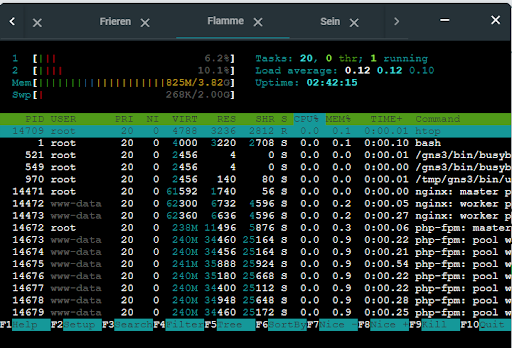 Frieren Flamme Sein
1 [||| 6.2%] Tasks: 20, 0 thr; 1 running
2 [|||| 10.1%] Load average: 0.12 0.12 0.10
Mem[||||||||||||||||||||||||825M/3.82G] Uptime: 02:42:15
Swp[| 268K/2.00G]
PID USER PRI NI VIRT RES SHR S CPU% MEM% TIME+ Command
14709 root 20 0 4788 3236 2812 R 0.0 0.1 0:00.01 htop
1 root 20 0 4000 3220 2708 S 0.0 0.1 0:00.10 bash
521 root 20 0 2456 4 0 S 0.0 0.0 0:00.01 /gns3/bin/busyb
549 root 20 0 2456 4 0 S 0.0 0.0 0:00.01 /gns3/bin/busyb
970 root 20 0 2456 140 80 S 0.0 0.0 0:00.01 /tmp/gns3/bin/u
14471 root 20 0 61592 1740 56 S 0.0 0.0 0:00.00 nginx: master p
14472 www-data 20 0 62300 6732 4596 S 0.0 0.2 0:00.05 nginx: worker p
14473 www-data 20 0 62360 6636 4596 S 0.0 0.2 0:00.27 nginx: worker p
14672 root 20 0 238M 11496 5876 S 0.0 0.3 0:00.06 php-fpm: master
14673 www-data 20 0 240M 34460 25164 S 0.0 0.9 0:00.22 php-fpm: pool w
14674 www-data 20 0 240M 34456 25164 S 0.0 0.9 0:00.21 php-fpm: pool w
14675 www-data 20 0 241M 35888 25924 S 0.0 0.9 0:00.54 php-fpm: pool w
14676 www-data 20 0 240M 35180 25668 S 0.0 0.9 0:00.22 php-fpm: pool w
14677 www-data 20 0 240M 34440 25112 S 0.0 0.9 0:00.22 php-fpm: pool w
14678 www-data 20 0 240M 34948 25648 S 0.0 0.9 0:00.28 php-fpm: pool w
14679 www-data 20 0 240M 34460 25172 S 0.0 0.9 0:00.25 php-fpm: pool w
F1Help F2Setup F3SearchF4FilterF5Tree F6SortByF7Nice -F8Nice +F9Kill F10Quit